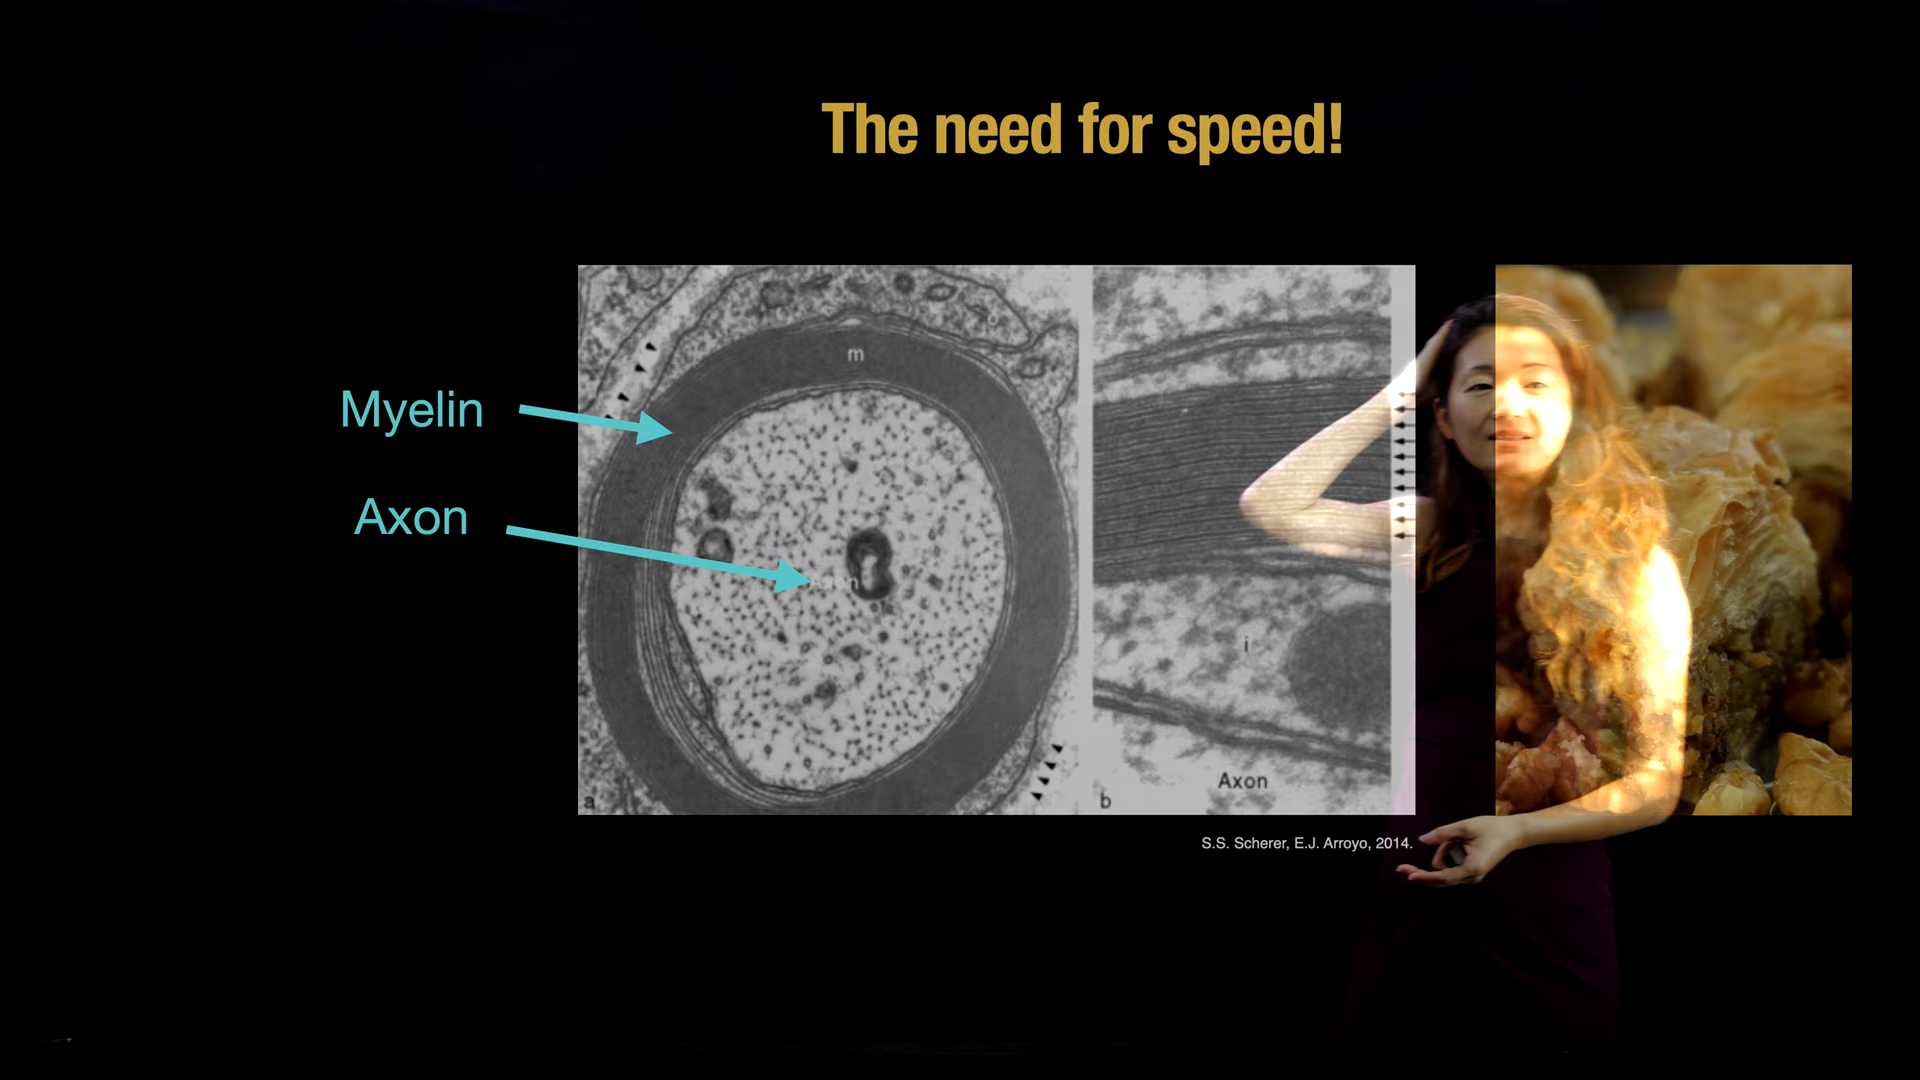 The need for speed!
m
Myelin
Axon
i
Axon
a
b
S.S. Scherer, E.J. Arroyo, 2014.